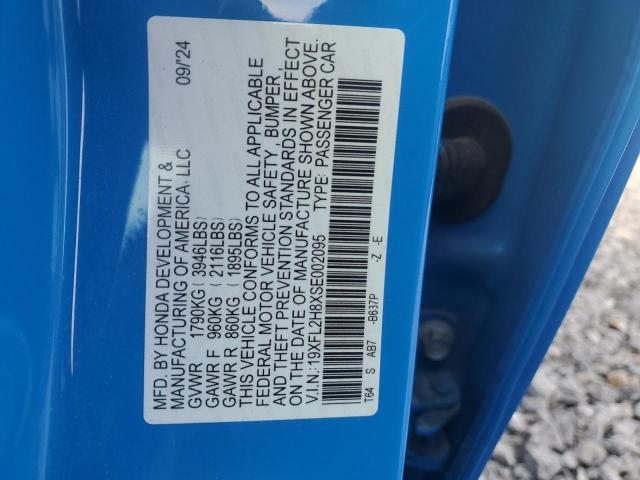 MFD. BY HONDA DEVELOPMENT &
MANUFACTURING OF AMERICA, LLC 09/24
GVWR 1790KG (3946LBS)
GAWR F 960KG (2116LBS)
GAWR R 860KG (1895LBS)
THIS VEHICLE CONFORMS TO ALL APPLICABLE
FEDERAL MOTOR VEHICLE SAFETY, BUMPER,
AND THEFT PREVENTION STANDARDS IN EFFECT
ON THE DATE OF MANUFACTURE SHOWN ABOVE.
V.I.N.: 19XFL2H8XSE002095 TYPE: PASSENGER CAR
T64 S AB7 -B637P -Z -E